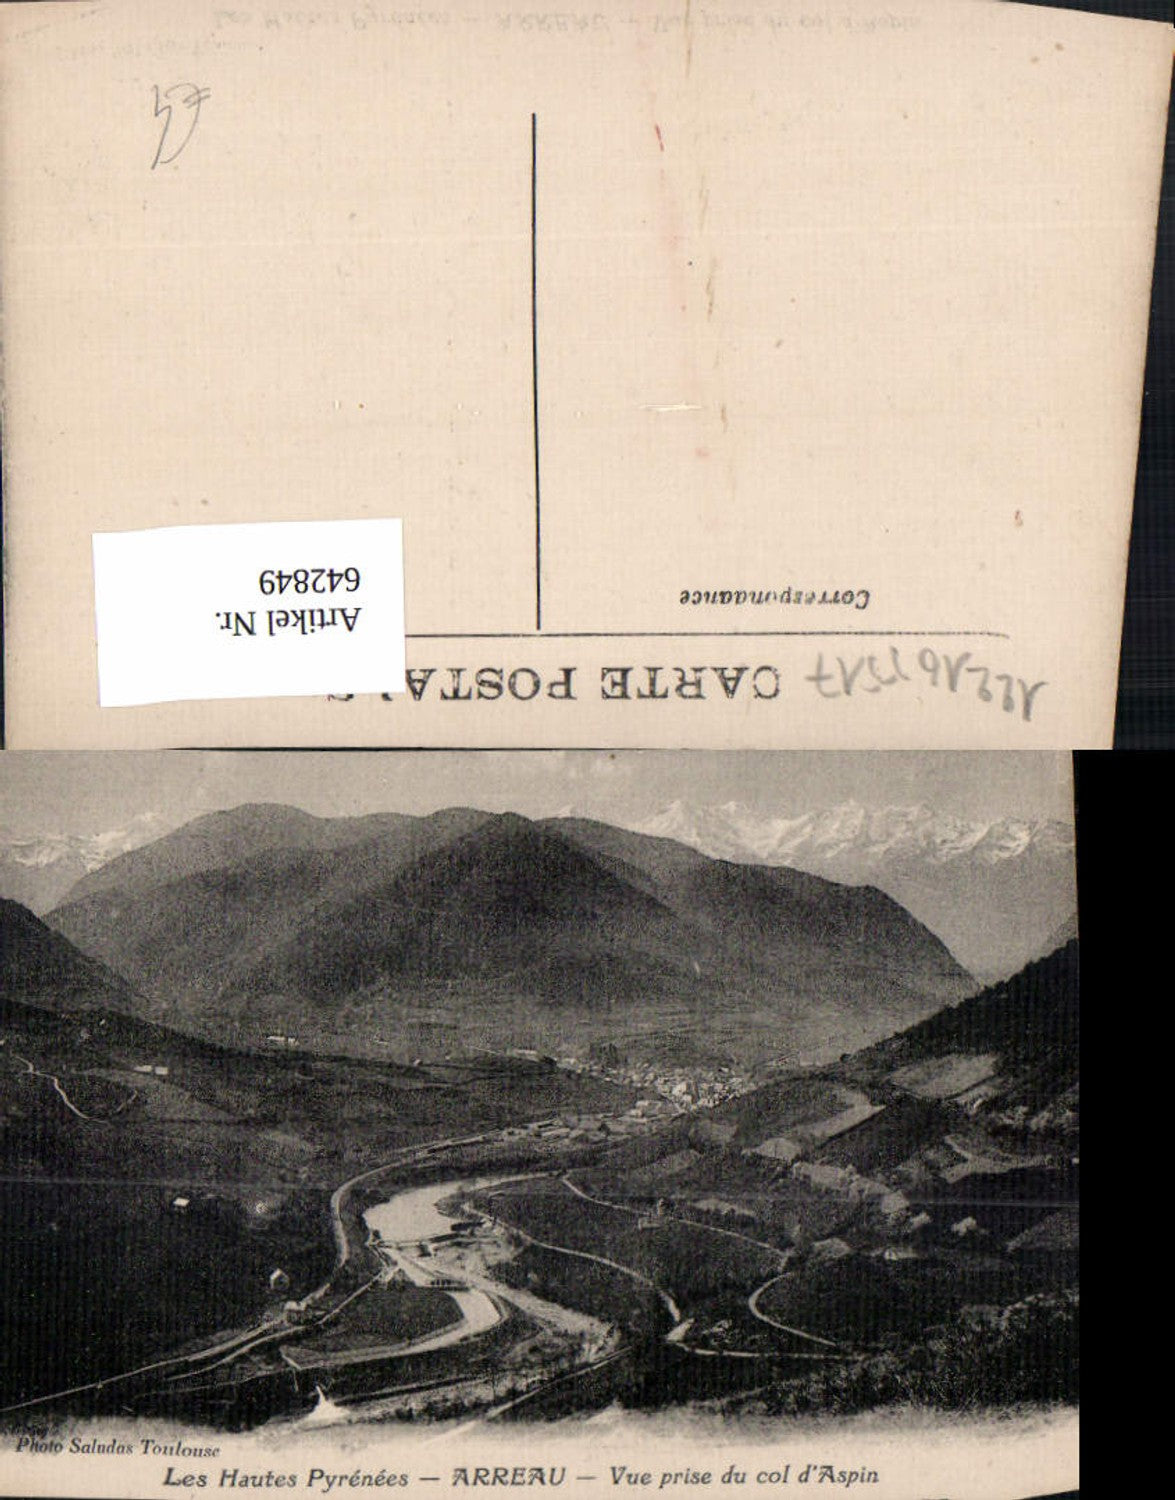 Correspondance
CARTE POSTALE
Artikel Nr.
642849
Photo Saludas Toulouse
Les Hautes Pyrénées — ARREAU — Vue prise du col d'Aspin